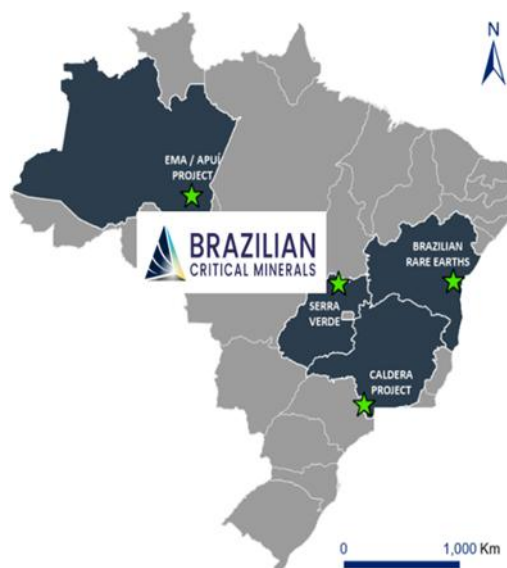 N
EMA / APUÍ
PROJECT
BRAZILIAN
CRITICAL MINERALS
BRAZILIAN
RARE EARTHS
SERRA
VERDE
CALDERA
PROJECT
0
1,000 Km